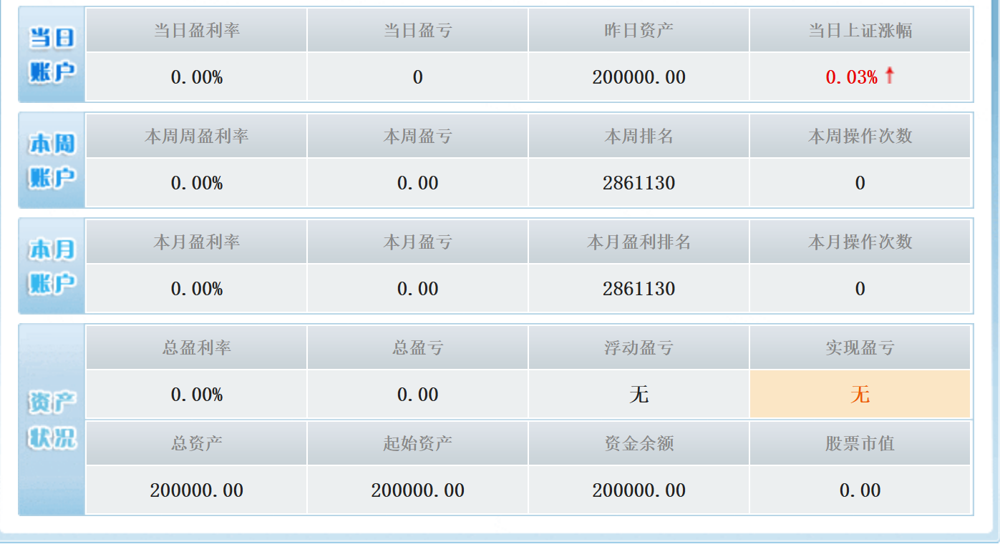 当日
账户
当日盈利率 当日盈亏 昨日资产 当日上证涨幅
0.00% 0 200000.00 0.03%
本周
账户
本周周盈利率 本周盈亏 本周排名 本周操作次数
0.00% 0.00 2861130 0
本月
账户
本月盈利率 本月盈亏 本月盈利排名 本月操作次数
0.00% 0.00 2861130 0
资产
状况
总盈利率 总盈亏 浮动盈亏 实现盈亏
0.00% 0.00 无 无
总资产 起始资产 资金余额 股票市值
200000.00 200000.00 200000.00 0.00